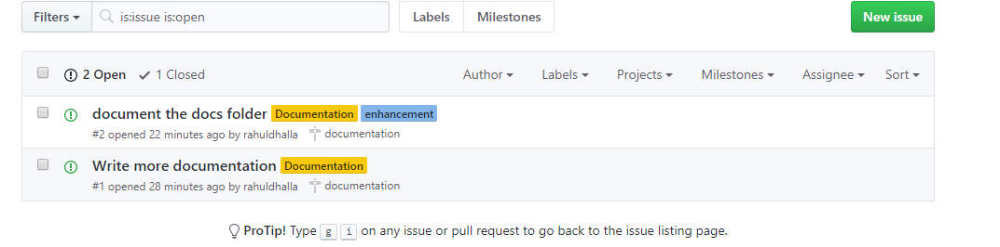 Filters is:issue is:open Labels Milestones New issue
2 Open 1 Closed Author Labels Projects Milestones Assignee Sort
document the docs folder Documentation enhancement
#2 opened 22 minutes ago by rahuldhalla documentation
Write more documentation Documentation
#1 opened 28 minutes ago by rahuldhalla documentation
ProTip! Type g i on any issue or pull request to go back to the issue listing page.